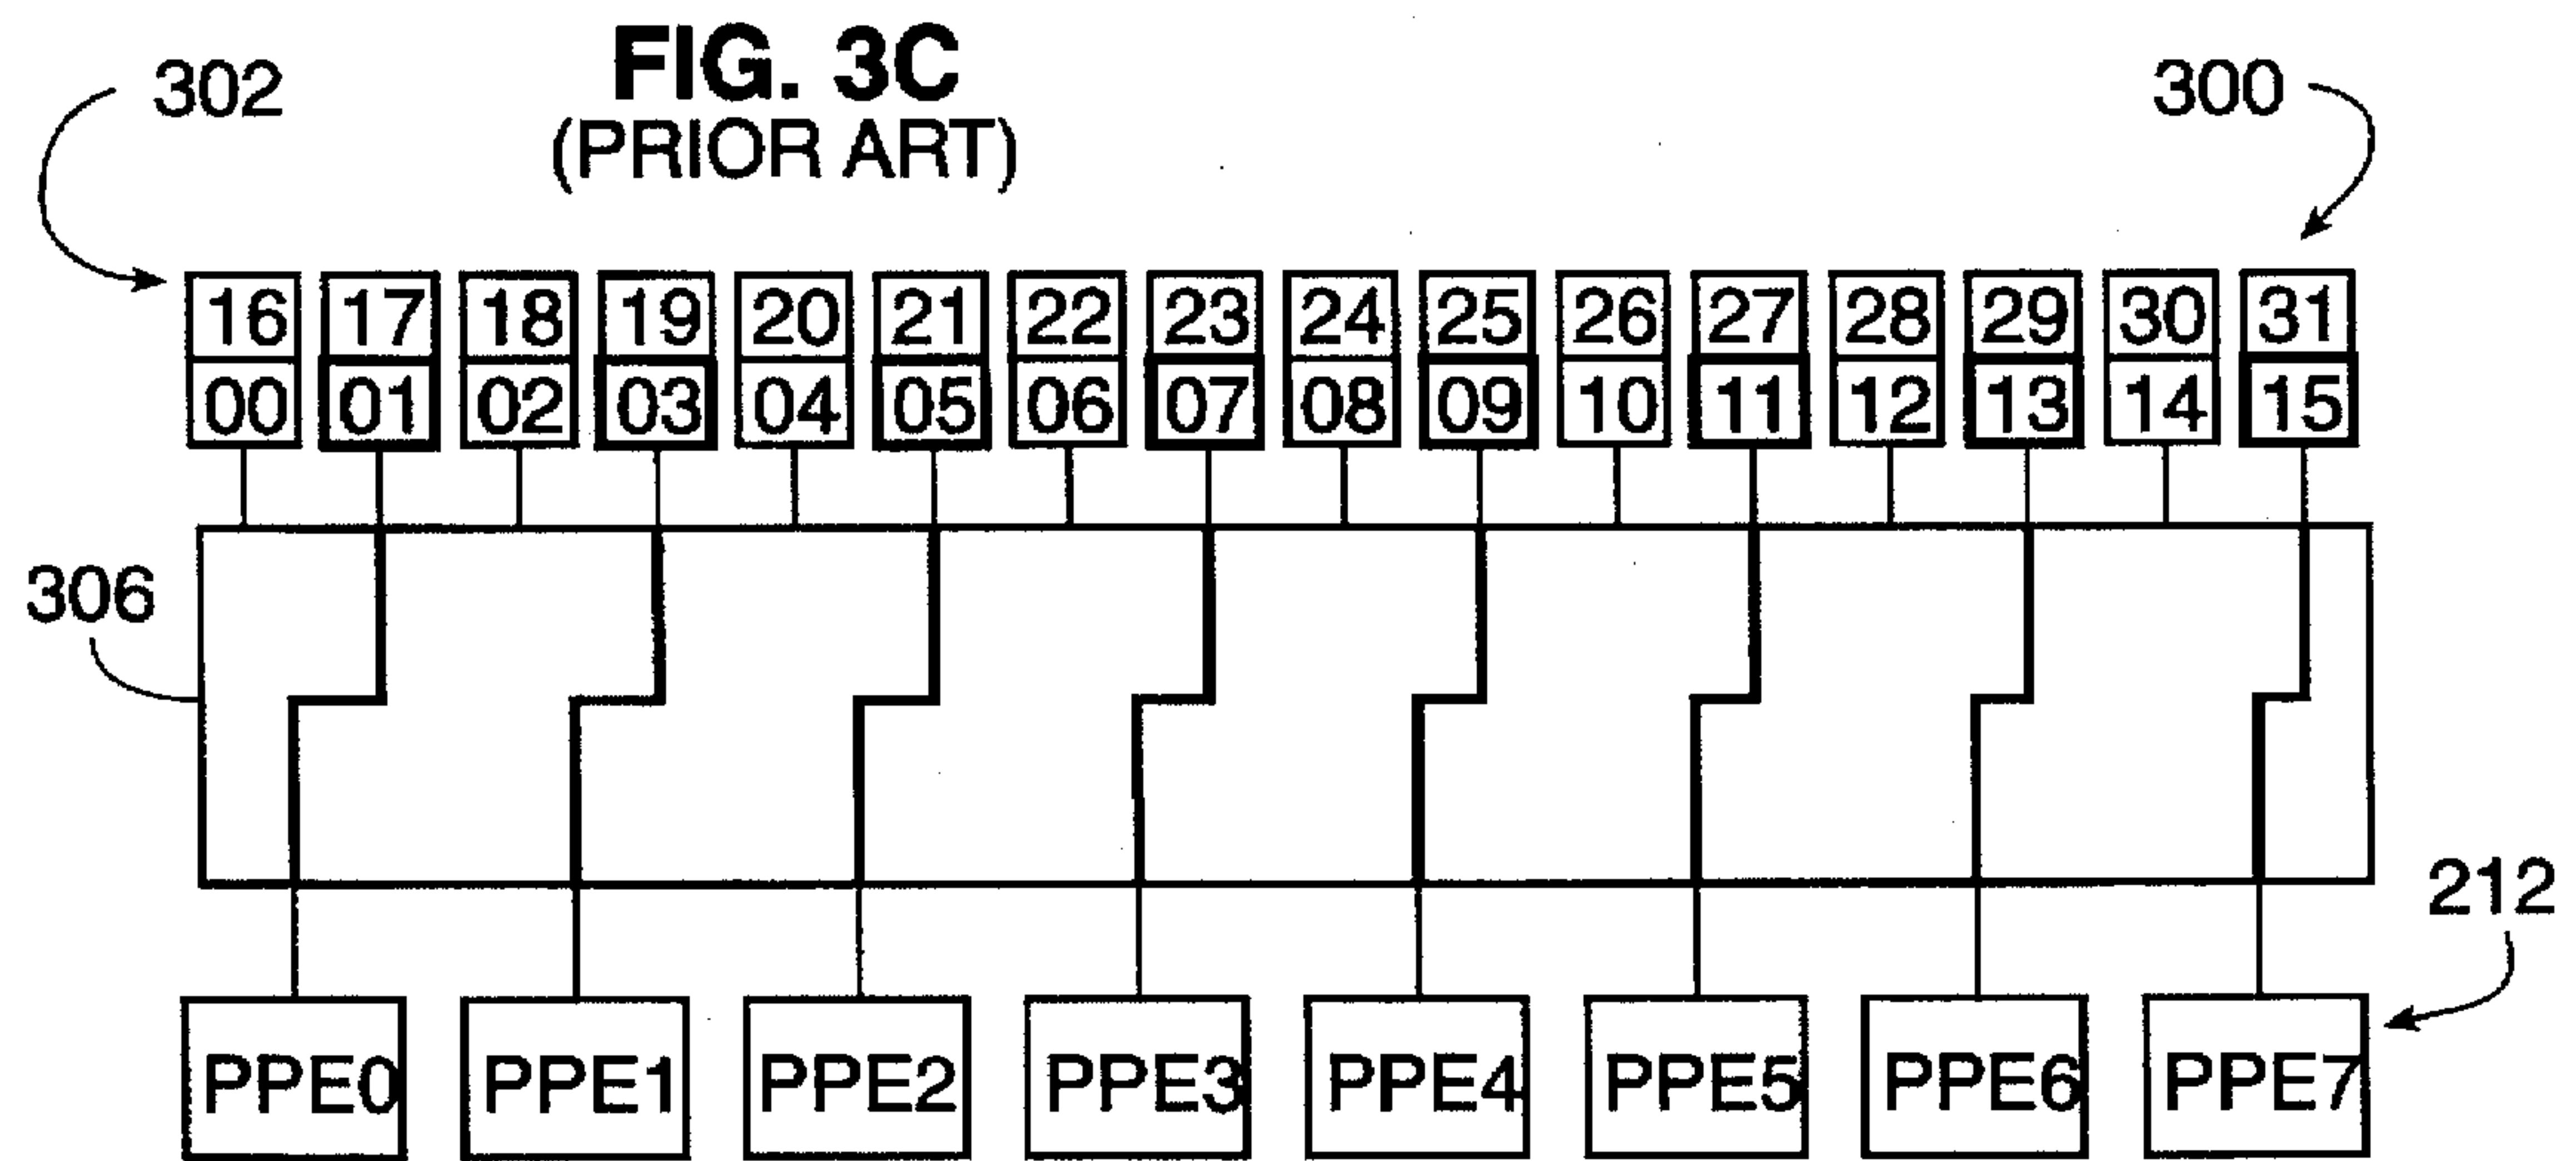 FIG. 3C
(PRIOR ART)
302
300
16 17 18 19 20 21 22 23 24 25 26 27 28 29 30 31
00 01 02 03 04 05 06 07 08 09 10 11 12 13 14 15
306
212
PPE0 PPE1 PPE2 PPE3 PPE4 PPE5 PPE6 PPE7